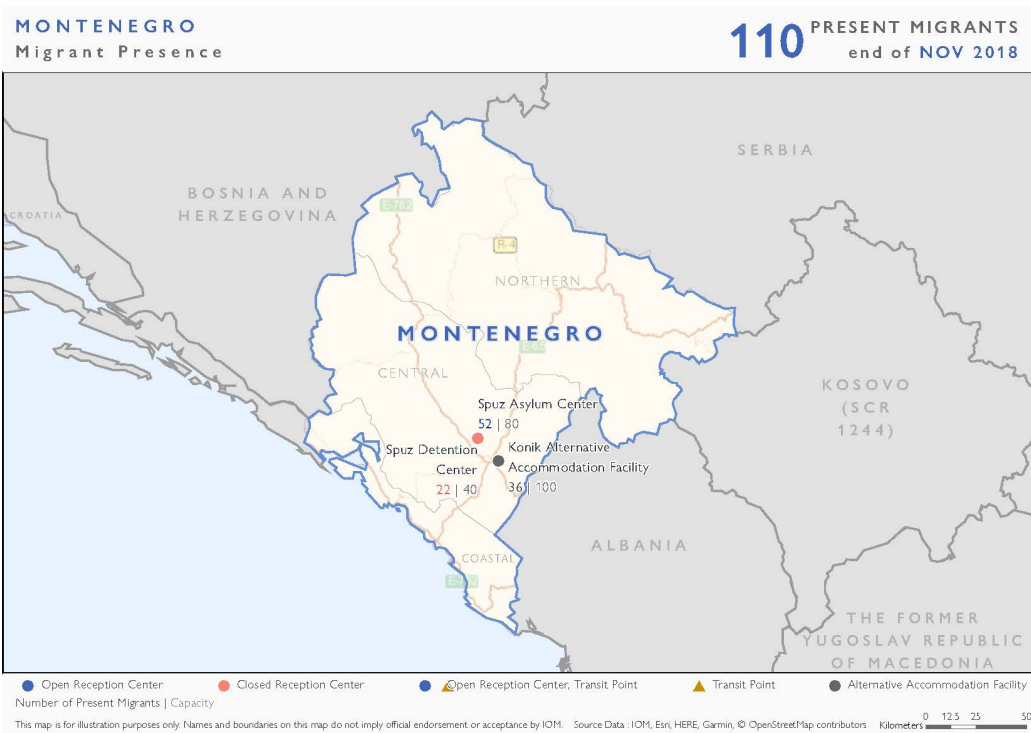 MONTENEGRO
Migrant Presence
110 PRESENT MIGRANTS
end of NOV 2018
SERBIA
BOSNIA AND
HERZEGOVINA
CROATIA
E-762
R-4
NORTHERN
MONTENEGRO
CENTRAL
KOSOVO
(SCR
1244)
Spuz Asylum Center
52 | 80
Spuz Detention
Center
22 | 40
Konik Alternative
Accommodation Facility
36 | 100
ALBANIA
COASTAL
THE FORMER
YUGOSLAV REPUBLIC
OF MACEDONIA
Open Reception Center
Closed Reception Center
Open Reception Center, Transit Point
Transit Point
Alternative Accommodation Facility
Number of Present Migrants | Capacity
This map is for illustration purposes only. Names and boundaries on this map do not imply official endorsement or acceptance by IOM. Source Data : IOM, Esri, HERE, Garmin, © OpenStreetMap contributors
Kilometers 0 12.5 25 50